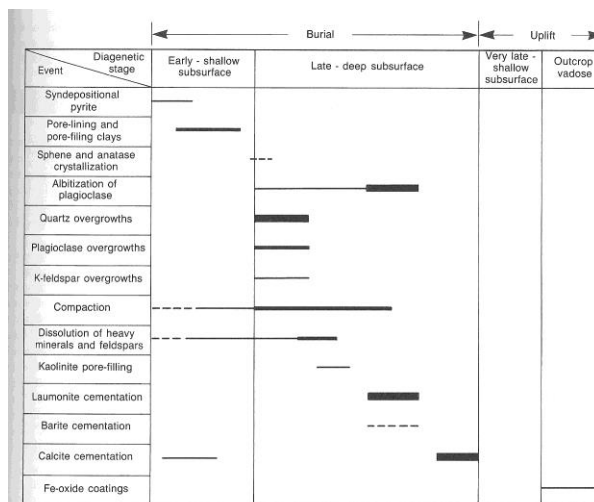 Burial
Uplift
Diagenetic
stage
Event
Early - shallow
subsurface
Late - deep subsurface
Very late -
shallow
subsurface
Outcrop
vadose
Syndepositional
pyrite
Pore-lining and
pore-filing clays
Sphene and anatase
crystallization
Albitization of
plagioclase
Quartz overgrowths
Plagioclase overgrowths
K-feldspar overgrowths
Compaction
Dissolution of heavy
minerals and feldspars
Kaolinite pore-filling
Laumonite cementation
Barite cementation
Calcite cementation
Fe-oxide coatings